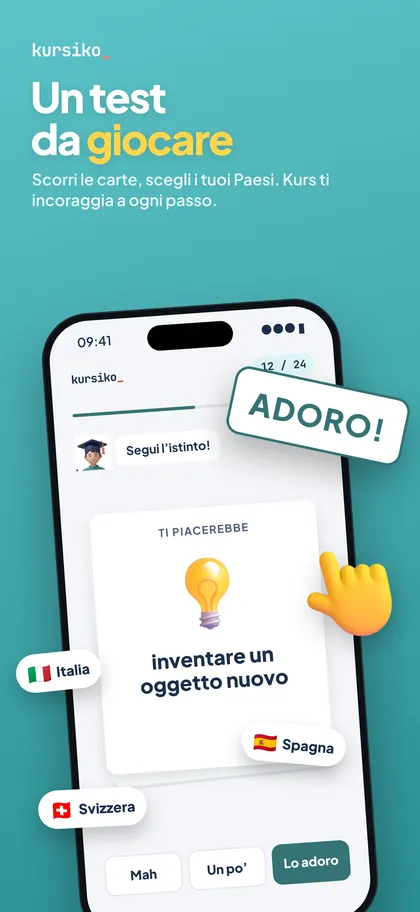 kursiko_
Un test
da giocare
Scorri le carte, scegli i tuoi Paesi. Kurs ti
incoraggia a ogni passo.
09:41
kursiko_
12 / 24
ADORO!
Segui l'istinto!
TI PIACEREBBE
inventare un
oggetto nuovo
Italia
Spagna
Svizzera
Mah
Un po'
Lo adoro